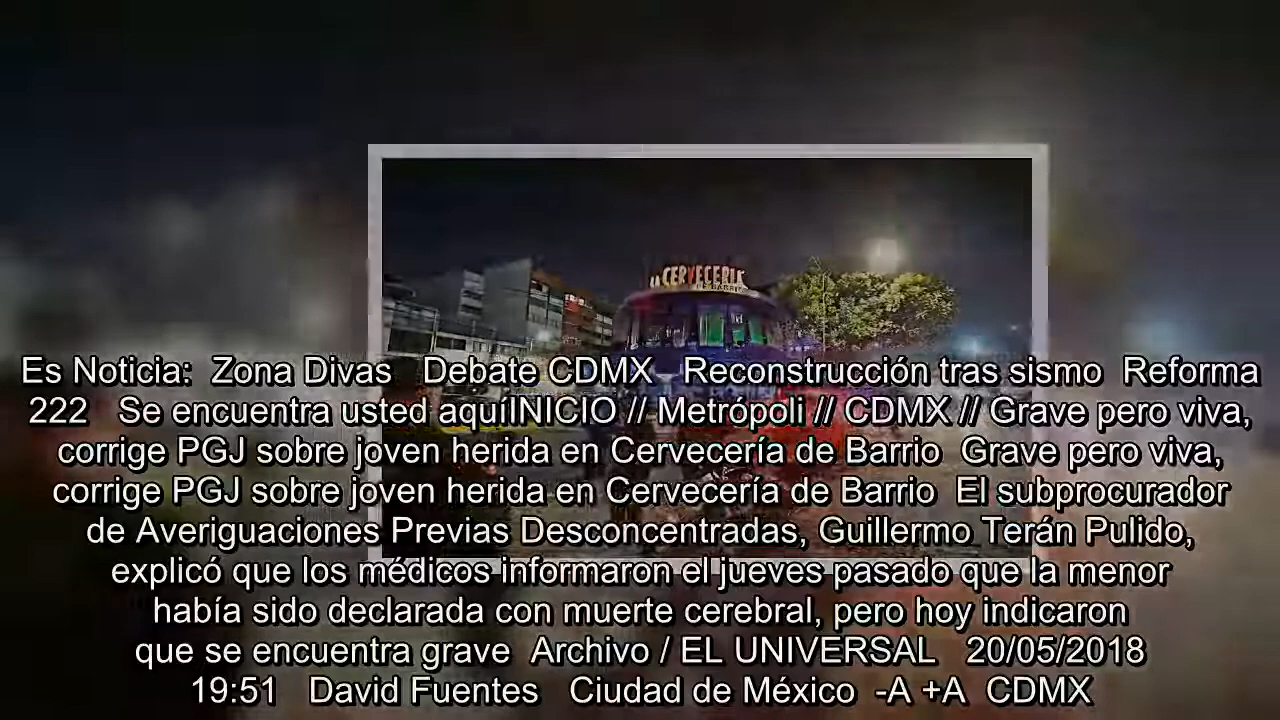 LA CERVECERIA
DE BARRIO
Es Noticia: Zona Divas Debate CDMX Reconstrucción tras sismo Reforma
222 Se encuentra usted aquíINICIO // Metrópoli // CDMX // Grave pero viva,
corrige PGJ sobre joven herida en Cervecería de Barrio Grave pero viva,
corrige PGJ sobre joven herida en Cervecería de Barrio El subprocurador
de Averiguaciones Previas Desconcentradas, Guillermo Terán Pulido,
explicó que los médicos informaron el jueves pasado que la menor
había sido declarada con muerte cerebral, pero hoy indicaron
que se encuentra grave Archivo / EL UNIVERSAL 20/05/2018
19:51 David Fuentes Ciudad de México -A +A CDMX